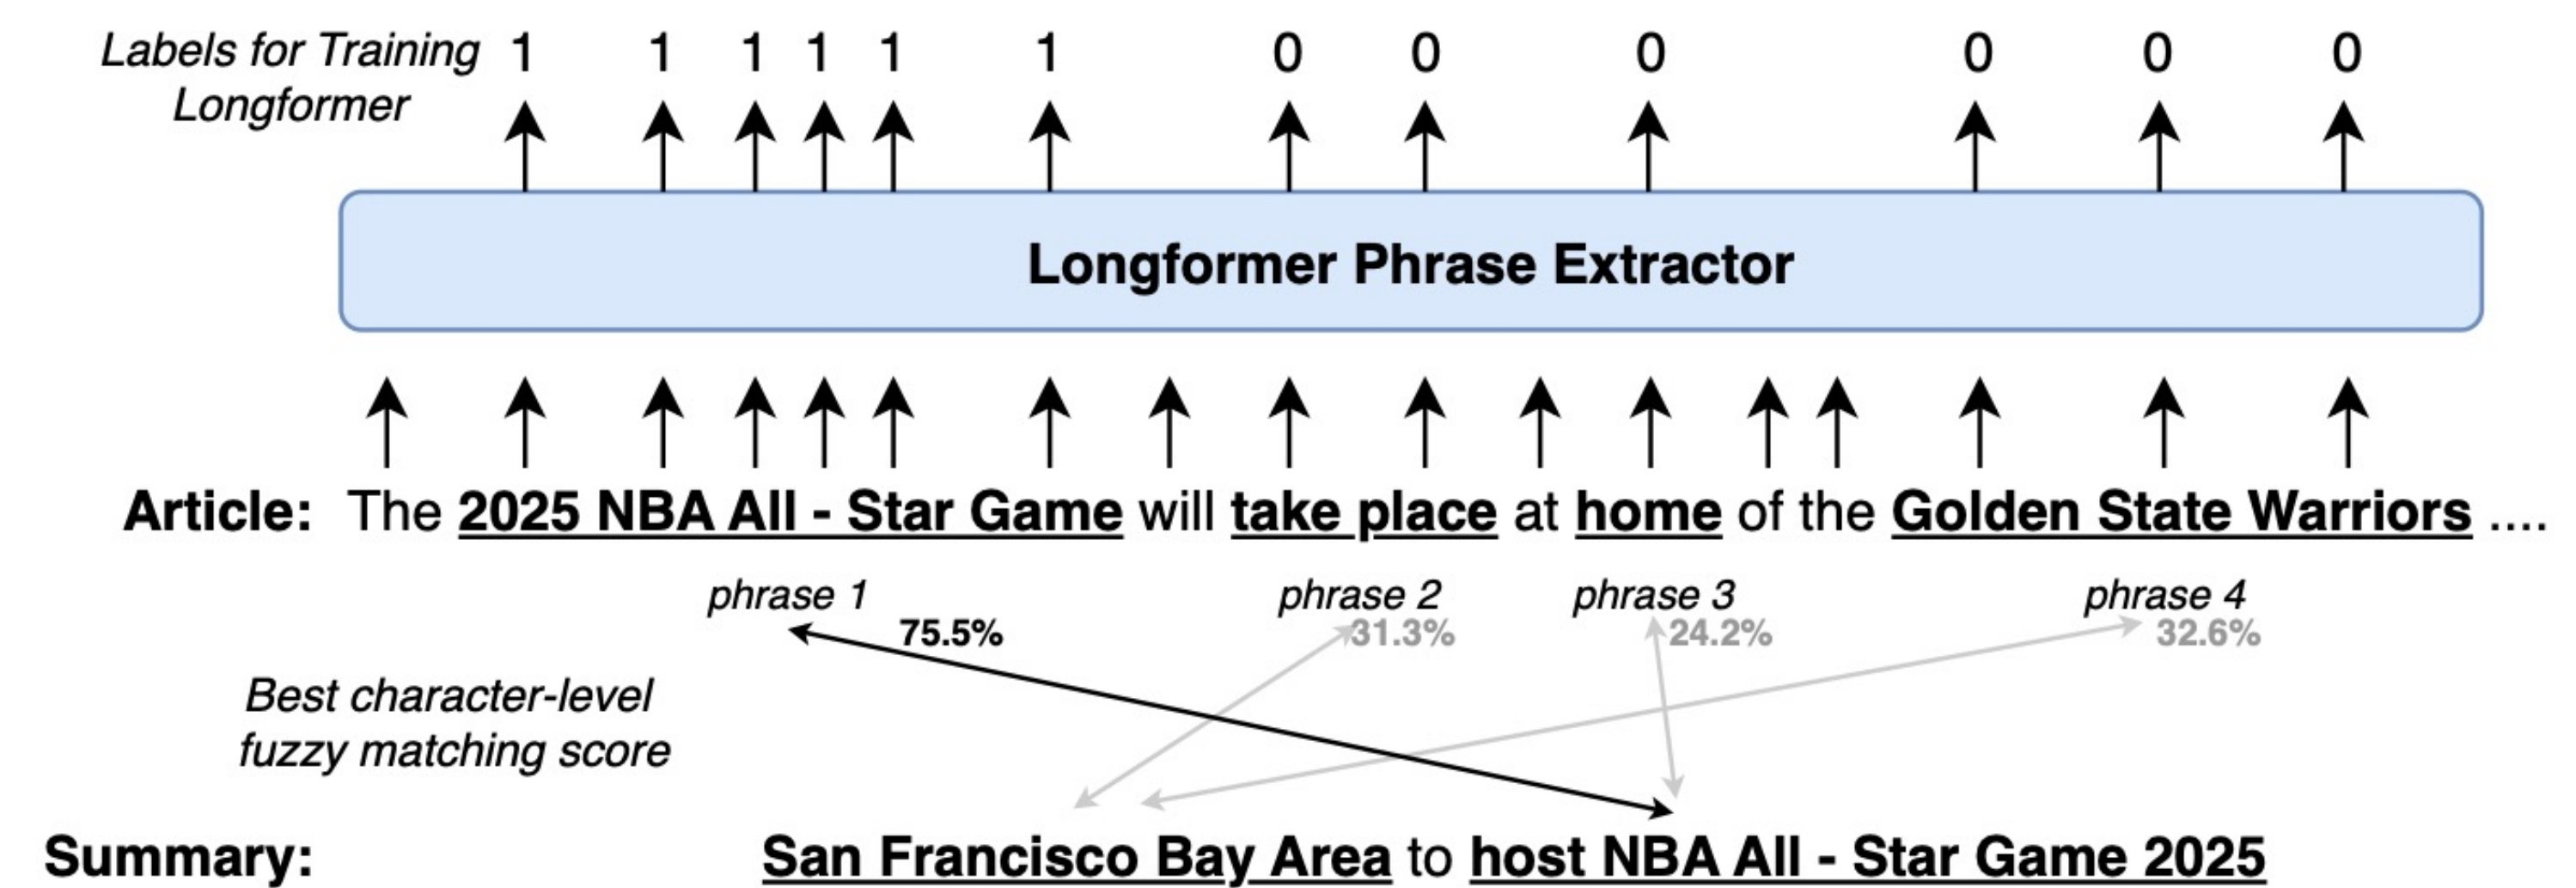 Labels for Training 1 1 1 1 1 1 0 0 0 0 0 0
Longformer
Longformer Phrase Extractor
Article: The 2025 NBA All - Star Game will take place at home of the Golden State Warriors ....
phrase 1 phrase 2 phrase 3 phrase 4
75.5% 31.3% 24.2% 32.6%
Best character-level
fuzzy matching score
Summary: San Francisco Bay Area to host NBA All - Star Game 2025